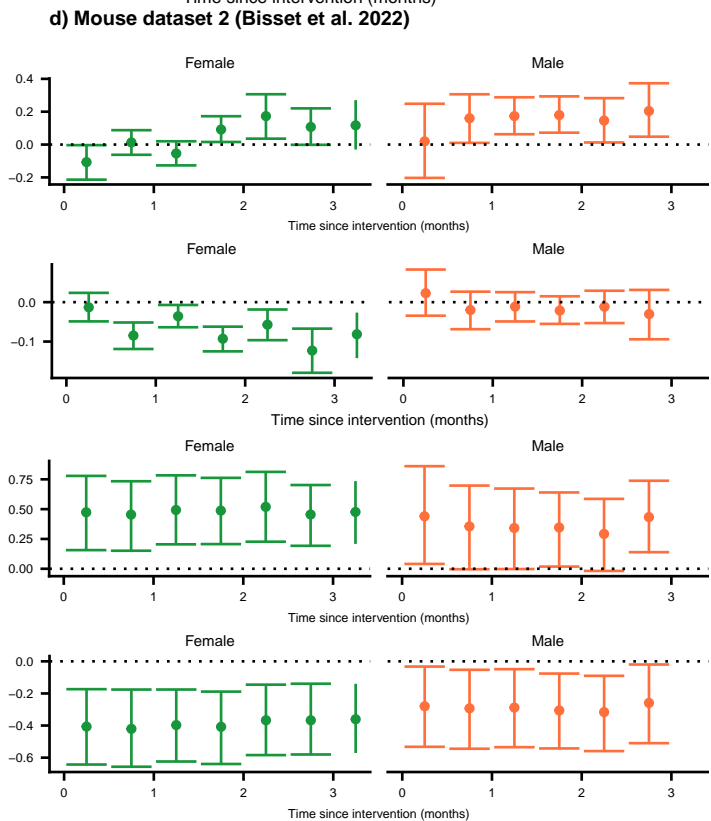 Time since intervention (months)
d) Mouse dataset 2 (Bisset et al. 2022)
Female Male
0.4
0.2
0.0
−0.2
0 1 2 3 0 1 2 3
Time since intervention (months)
Female Male
0.0
−0.1
0 1 2 3 0 1 2 3
Time since intervention (months)
Female Male
0.75
0.50
0.25
0.00
0 1 2 3 0 1 2 3
Time since intervention (months)
Female Male
0.0
−0.2
−0.4
−0.6
0 1 2 3 0 1 2 3
Time since intervention (months)